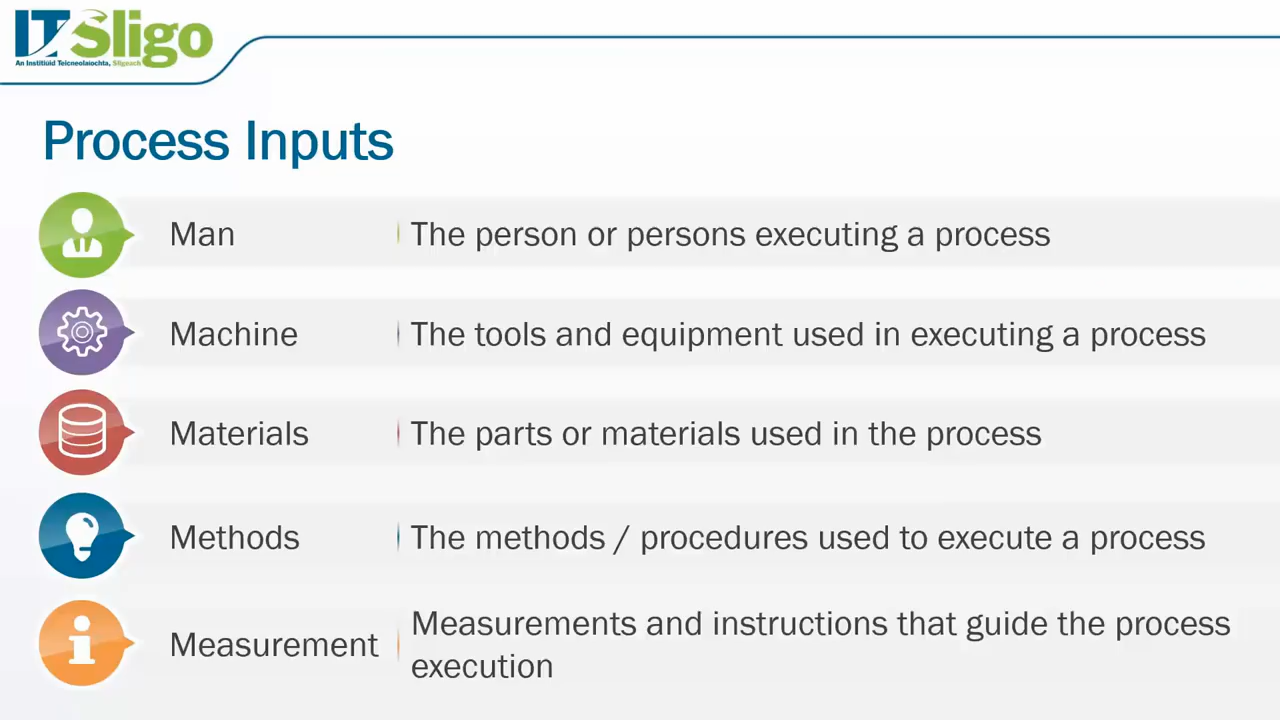 IT Sligo
An Institiúid Teicneolaíochta, Sligeach
Process Inputs
Man
The person or persons executing a process
Machine
The tools and equipment used in executing a process
Materials
The parts or materials used in the process
Methods
The methods / procedures used to execute a process
Measurement
Measurements and instructions that guide the process
execution